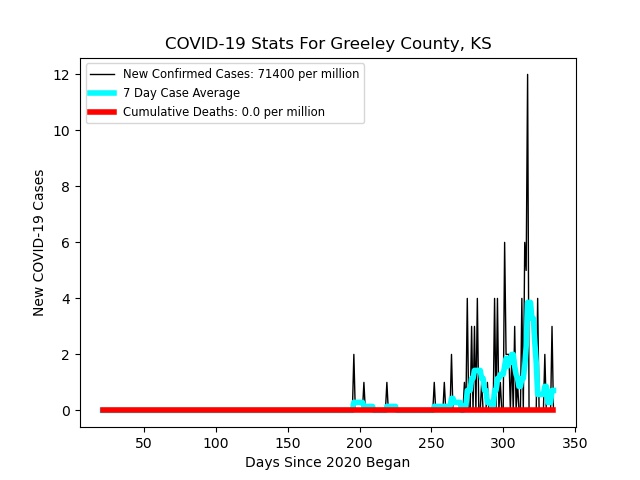 COVID-19 Stats For Greeley County, KS
New Confirmed Cases: 71400 per million
7 Day Case Average
Cumulative Deaths: 0.0 per million
New COVID-19 Cases
12
10
8
6
4
2
0
50 100 150 200 250 300 350
Days Since 2020 Began